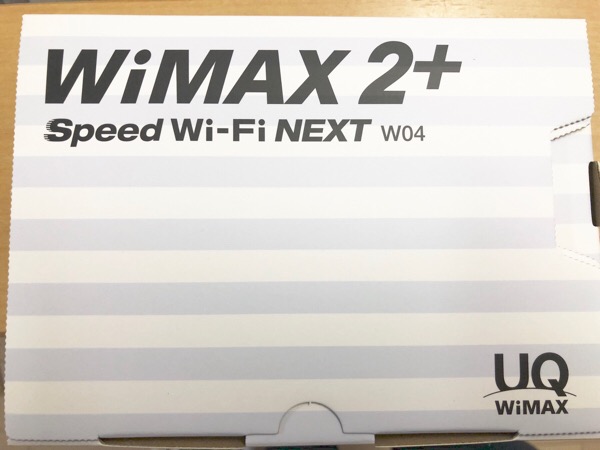 WiMAX 2+
Speed Wi-Fi NEXT W04
UQ
WiMAX